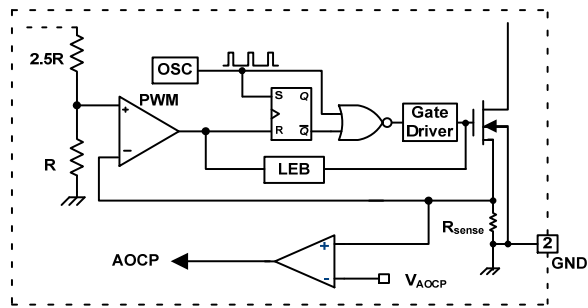 2.5R
OSC
PWM
+
−
R
S Q
R Q̅
LEB
Gate
Driver
Rsense
2
GND
AOCP
+
-
VAOCP